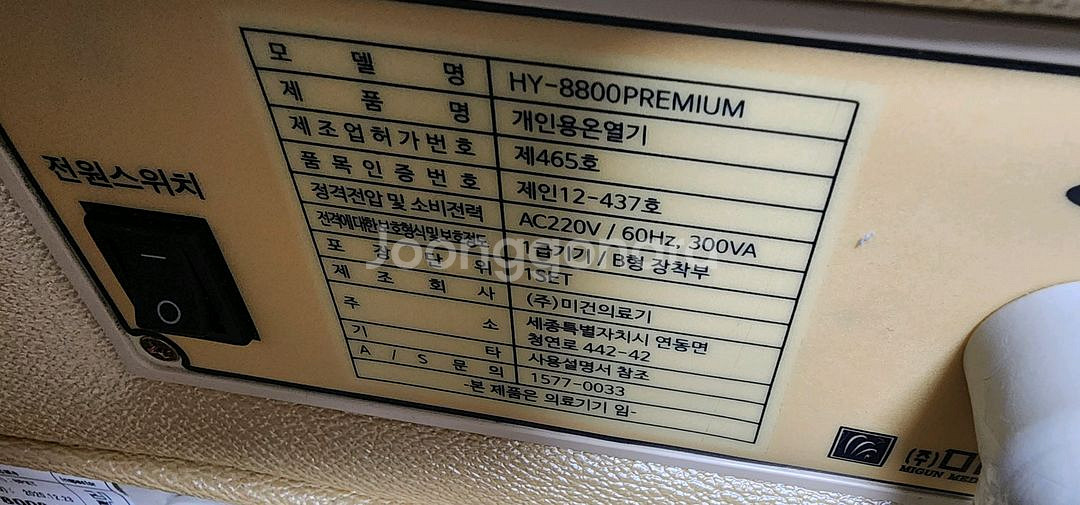 모델명 HY-8800PREMIUM
제품명 개인용온열기
제조업허가번호 제465호
품목인증번호 제인12-437호
정격전압 및 소비전력 AC220V / 60Hz, 300VA
전격에대한보호형식및보호정도 1급기기 / B형 장착부
포장단위 1SET
제조회사 (주)미건의료기
주소 세종특별자치시 연동면
청연로 442-42
기타 사용설명서 참조
A/S문의 1577-0033
-본 제품은 의료기기 임-
전원스위치
(주)미
MIGUN MED
Inspector
2020.12.23